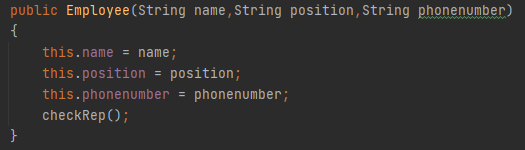 public Employee(String name,String position,String phonenumber)
{
    this.name = name;
    this.position = position;
    this.phonenumber = phonenumber;
    checkRep();
}